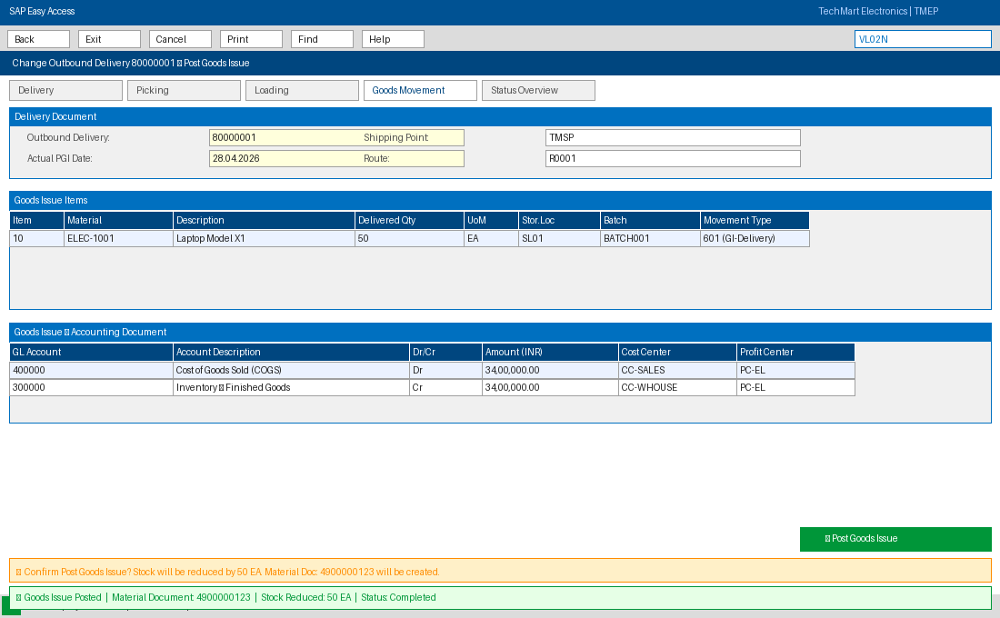 SAP Easy Access TechMart Electronics | TMEP
Back Exit Cancel Print Find Help VL02N
Change Outbound Delivery 80000001 Post Goods Issue
Delivery Picking Loading Goods Movement Status Overview
Delivery Document
Outbound Delivery: 80000001 Shipping Point: TMSP
Actual PGI Date: 28.04.2026 Route: R0001
Goods Issue Items
Item Material Description Delivered Qty UoM Stor.Loc Batch Movement Type
10 ELEC-1001 Laptop Model X1 50 EA SL01 BATCH001 601 (GI-Delivery)
Goods Issue Accounting Document
GL Account Account Description Dr/Cr Amount (INR) Cost Center Profit Center
400000 Cost of Goods Sold (COGS) Dr 34,00,000.00 CC-SALES PC-EL
300000 Inventory Finished Goods Cr 34,00,000.00 CC-WHOUSE PC-EL
Post Goods Issue
Confirm Post Goods Issue? Stock will be reduced by 50 EA. Material Doc: 4900000123 will be created.
Goods Issue Posted | Material Document: 4900000123 | Stock Reduced: 50 EA | Status: Completed